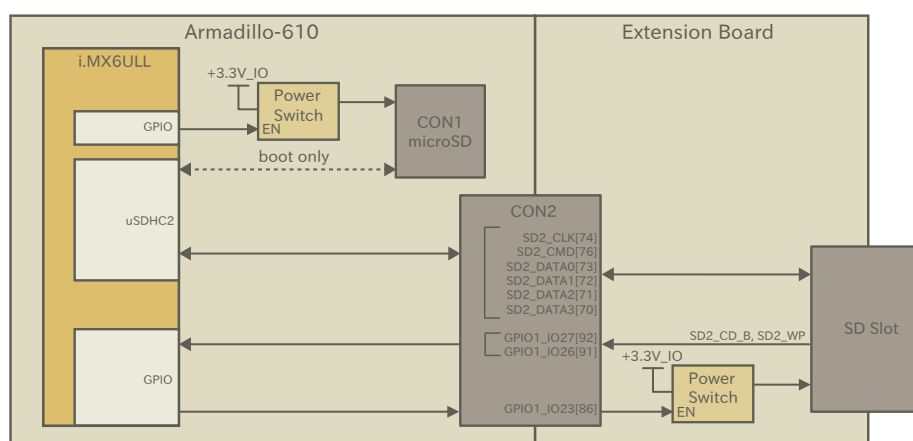 Armadillo-610
Extension Board
i.MX6ULL
+3.3V_IO
Power
Switch
EN
GPIO
CON1
microSD
boot only
uSDHC2
CON2
SD2_CLK[74]
SD2_CMD[76]
SD2_DATA0[73]
SD2_DATA1[72]
SD2_DATA2[71]
SD2_DATA3[70]
GPIO1_IO27[92]
GPIO1_IO26[91]
SD2_CD_B, SD2_WP
SD Slot
+3.3V_IO
Power
Switch
EN
GPIO
GPIO1_IO23[86]